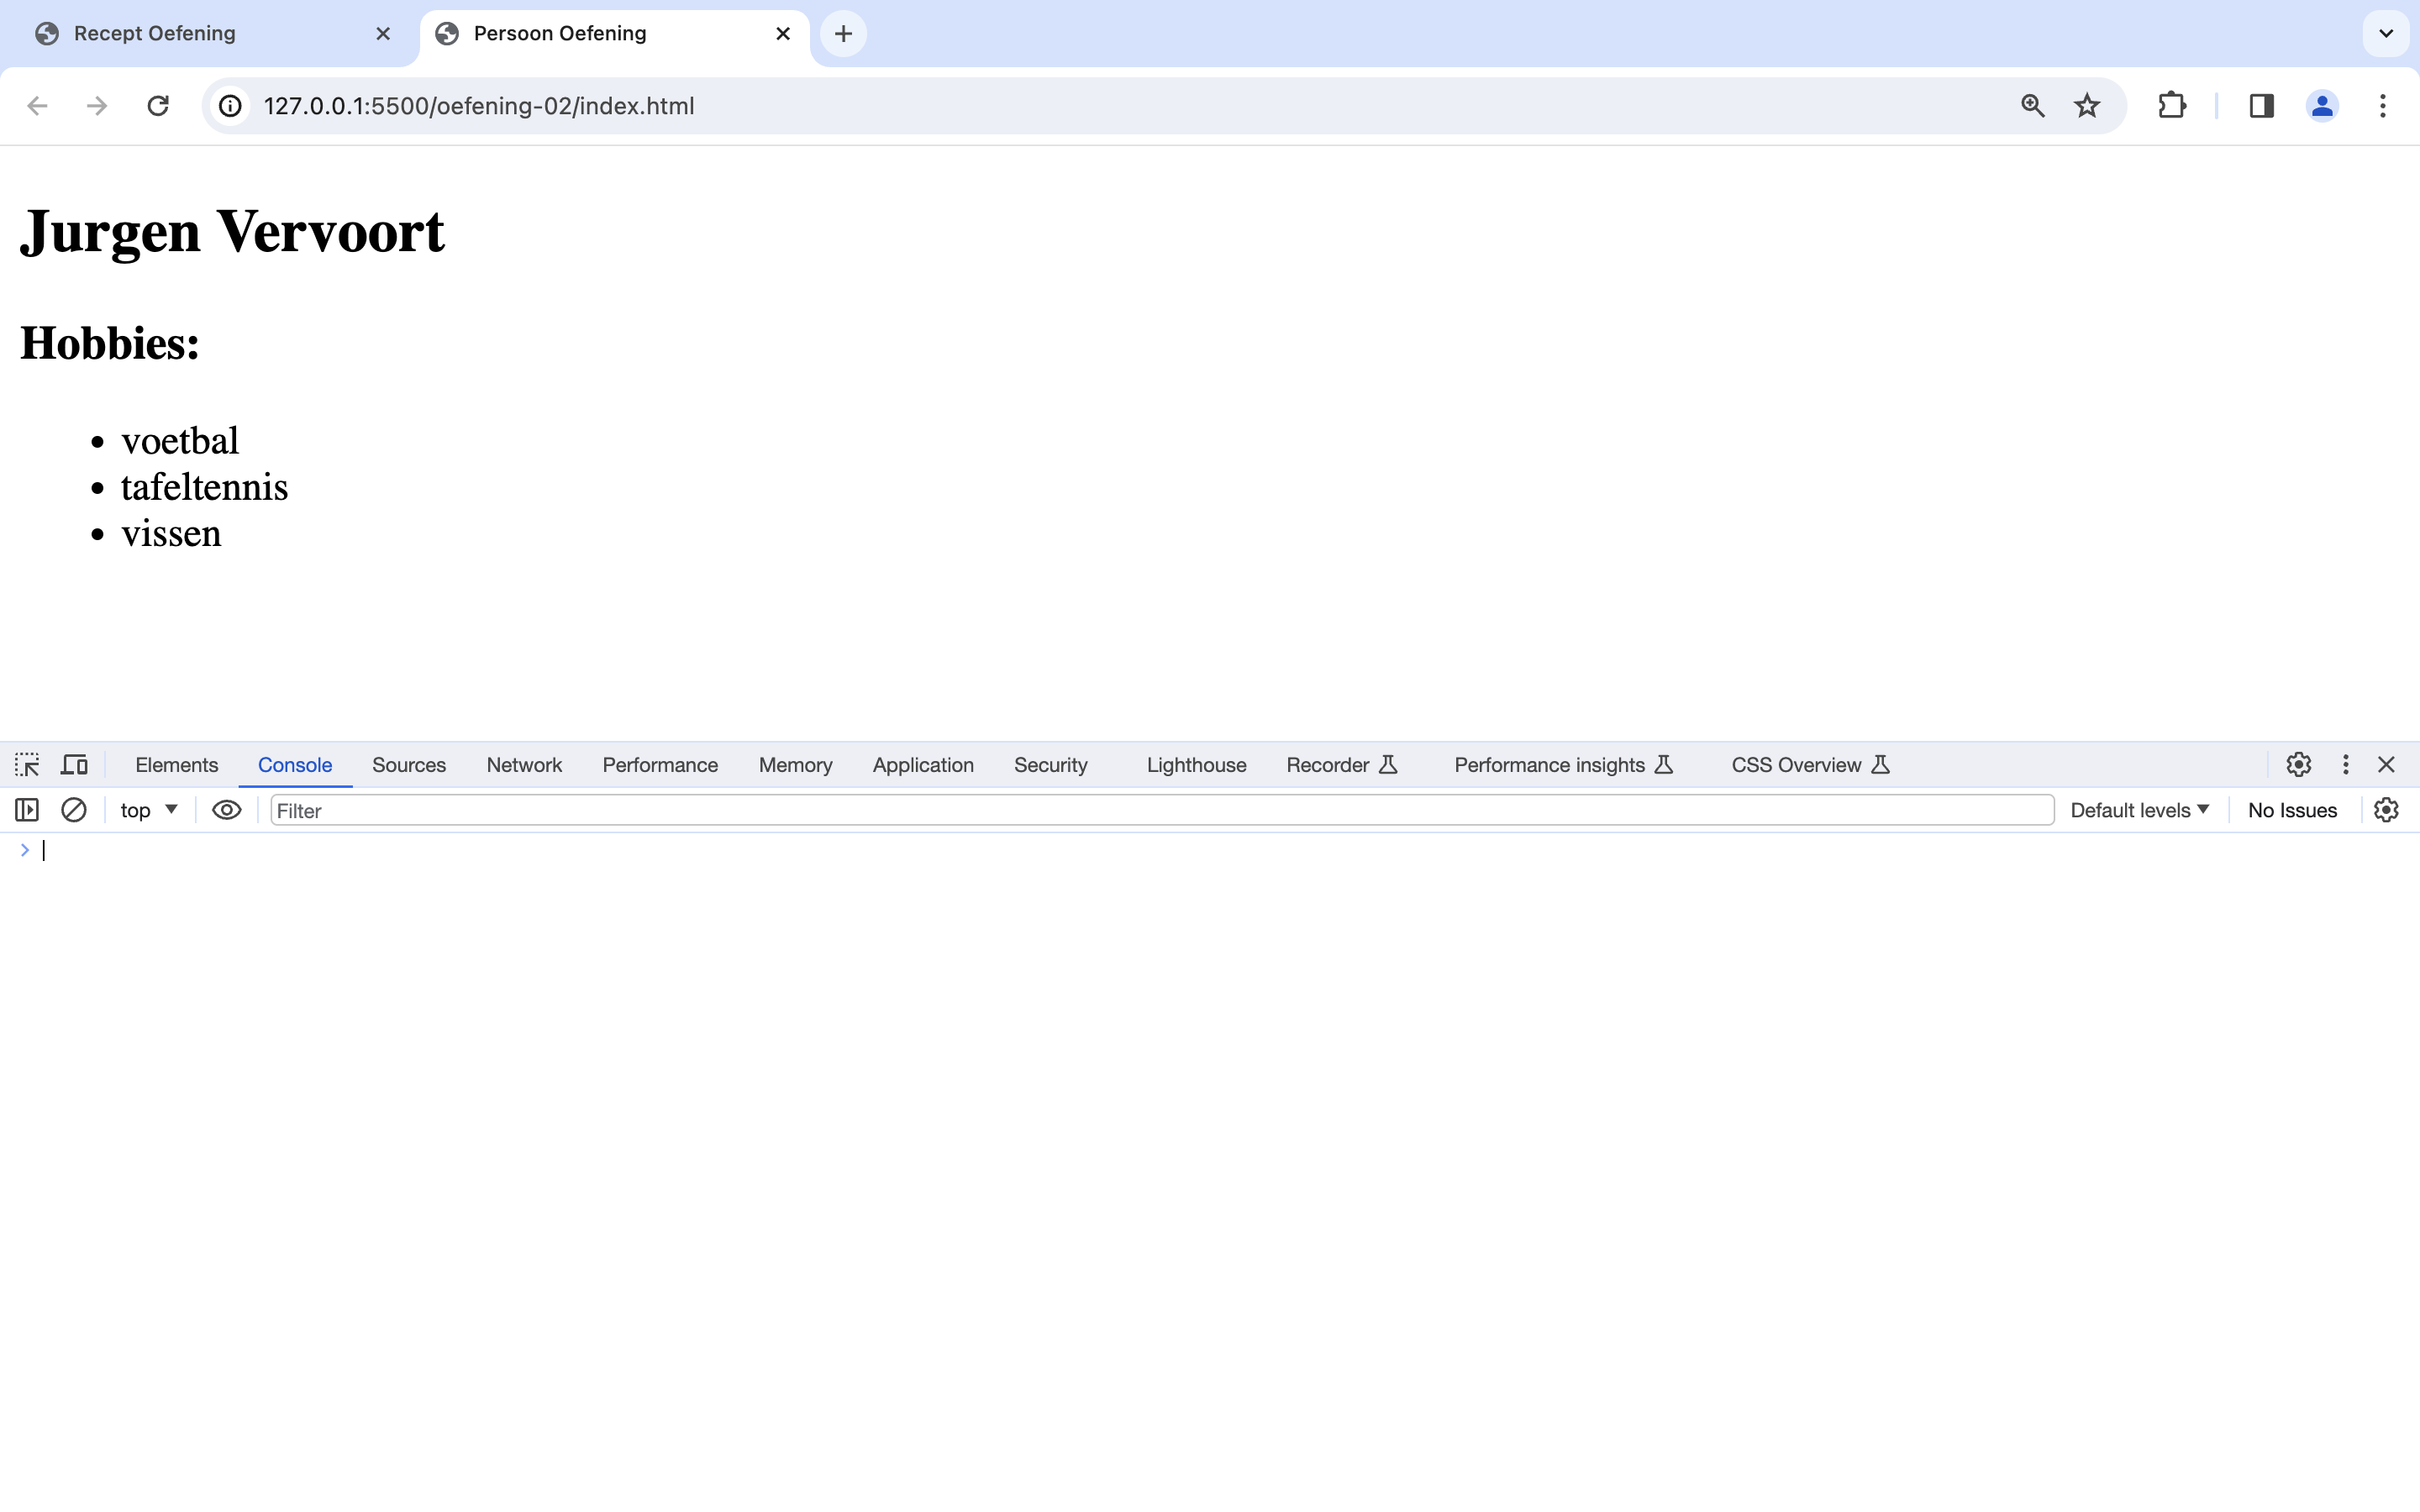 Recept Oefening
Persoon Oefening
127.0.0.1:5500/oefening-02/index.html
Jurgen Vervoort
Hobbies:
• voetbal
• tafeltennis
• vissen
Elements Console Sources Network Performance Memory Application Security Lighthouse Recorder Performance insights CSS Overview
top Filter Default levels No Issues
>